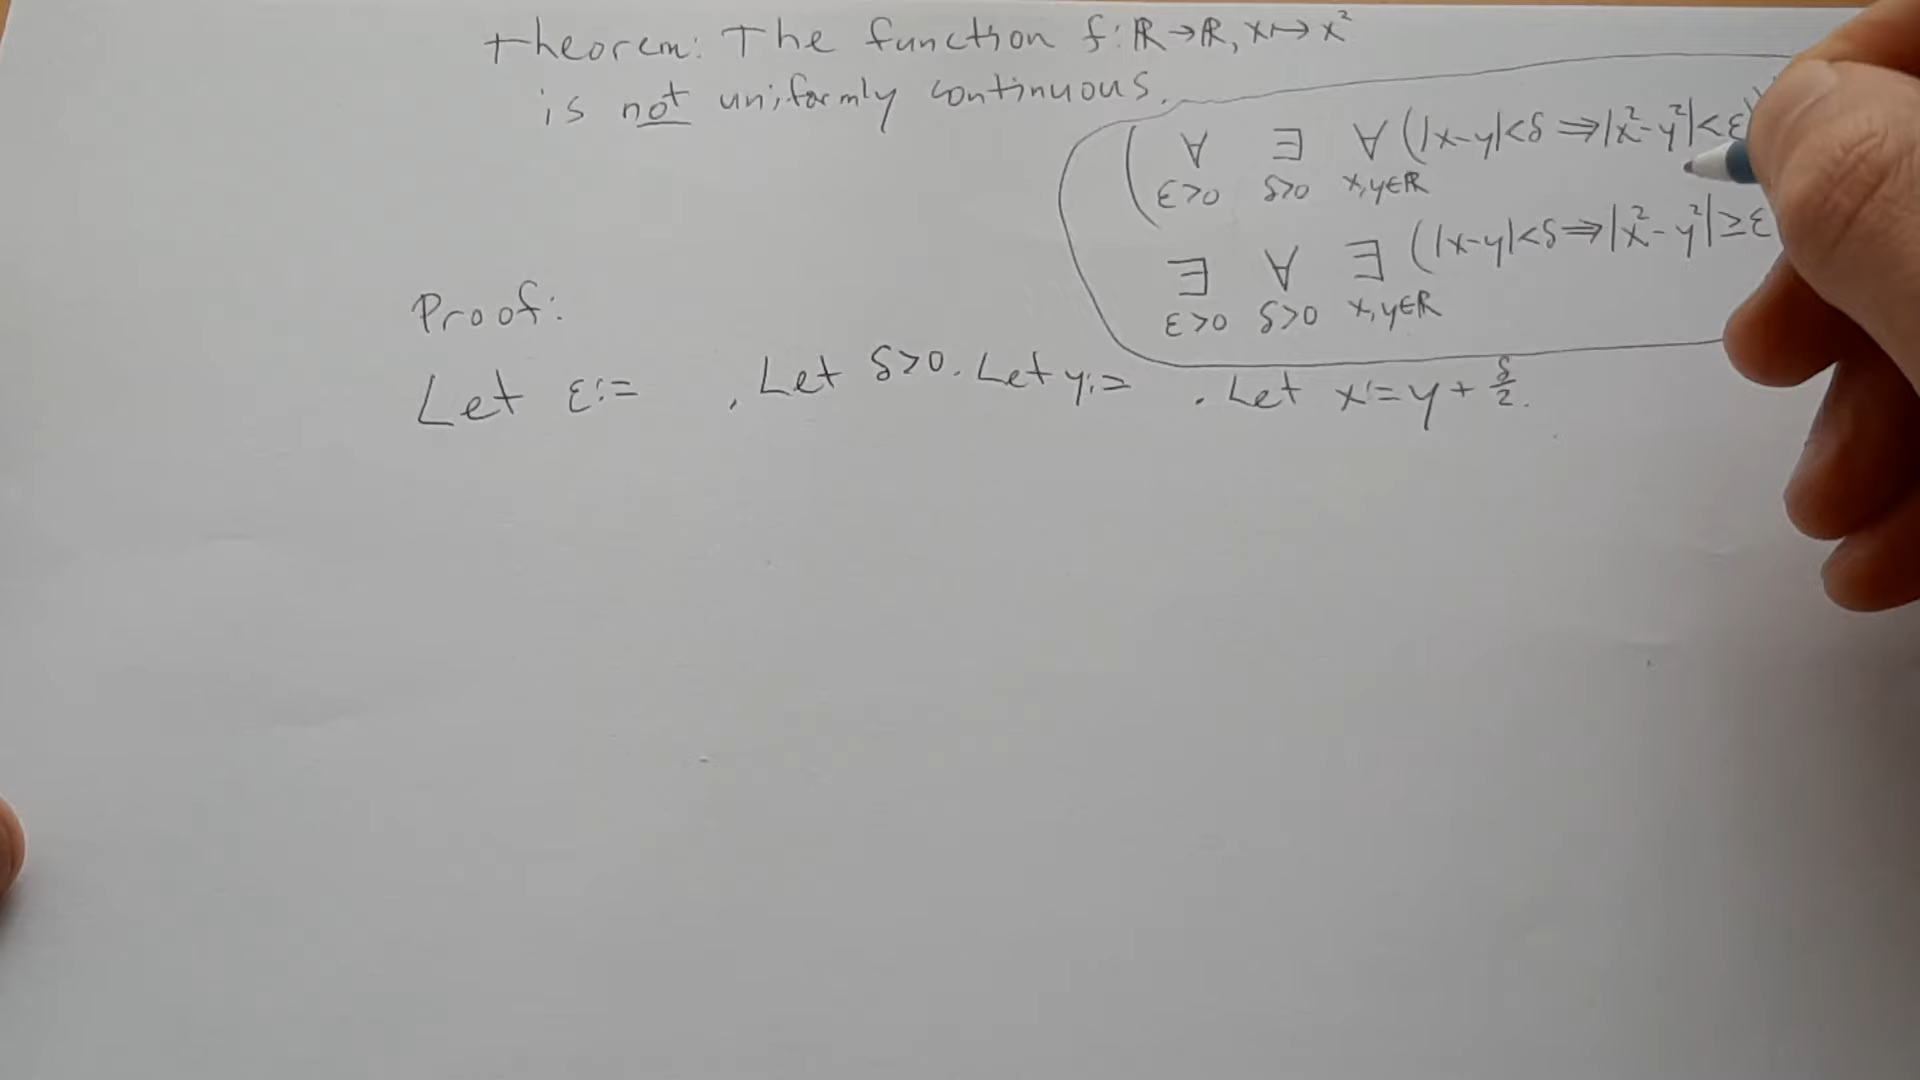 theorem: The function f:ℝ→ℝ, x↦x²
is not uniformly continuous.
(∀ ∃ ∀ (|x-y|<δ ⇒ |x²-y²|<ε)
ε>0 δ>0 x,y∈ℝ
∃ ∀ ∃ (|x-y|<δ ⇒ |x²-y²|≥ε
ε>0 δ>0 x,y∈ℝ
Proof:
Let ε:= . Let δ>0. Let y:= . Let x:=y+δ/2.